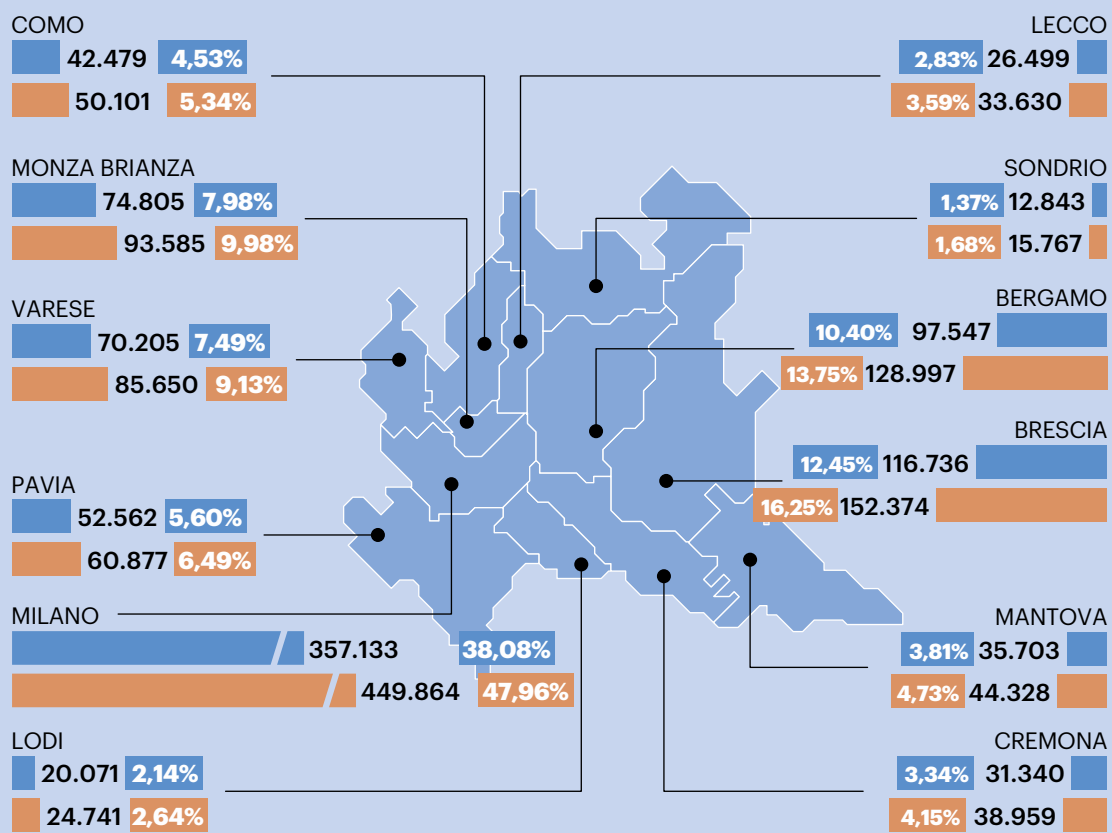 COMO
42.479 4,53%
50.101 5,34%
MONZA BRIANZA
74.805 7,98%
93.585 9,98%
VARESE
70.205 7,49%
85.650 9,13%
PAVIA
52.562 5,60%
60.877 6,49%
MILANO
357.133 38,08%
449.864 47,96%
LODI
20.071 2,14%
24.741 2,64%
LECCO
2,83% 26.499
3,59% 33.630
SONDRIO
1,37% 12.843
1,68% 15.767
BERGAMO
10,40% 97.547
13,75% 128.997
BRESCIA
12,45% 116.736
16,25% 152.374
MANTOVA
3,81% 35.703
4,73% 44.328
CREMONA
3,34% 31.340
4,15% 38.959